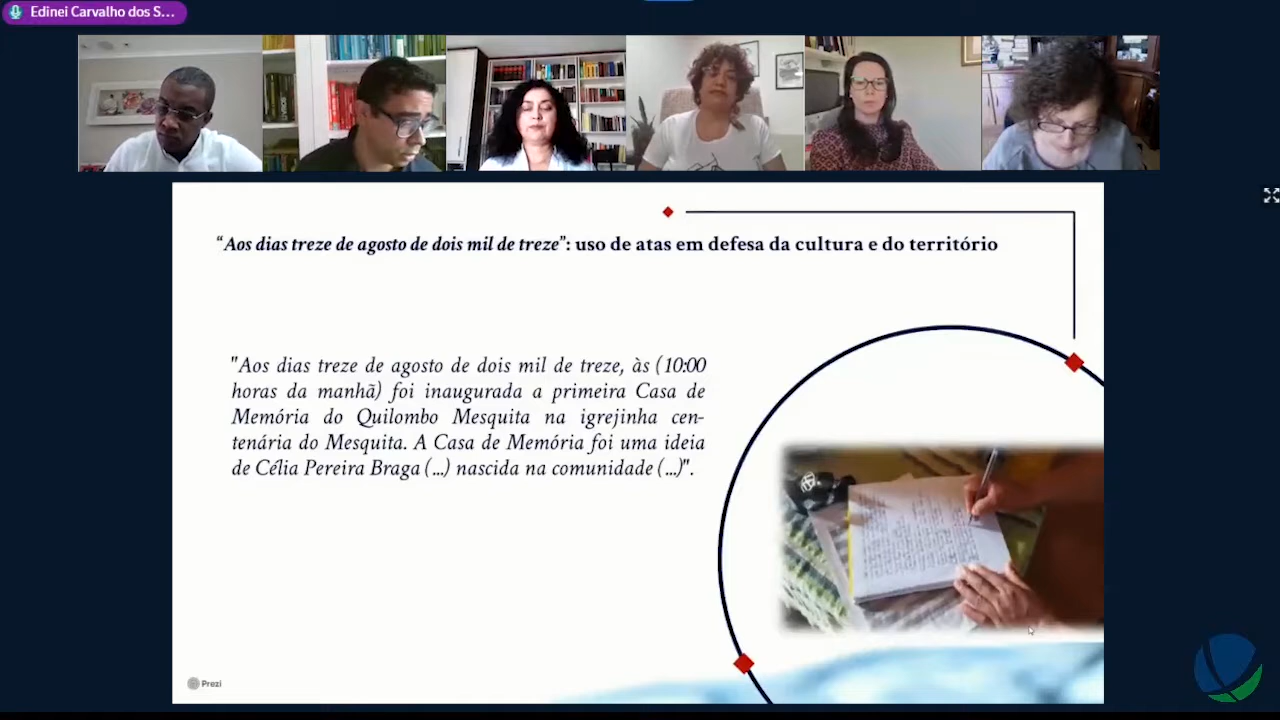 Edinei Carvalho dos S...
“Aos dias treze de agosto de dois mil de treze”: uso de atas em defesa da cultura e do território
"Aos dias treze de agosto de dois mil de treze, às (10:00
horas da manhã) foi inaugurada a primeira Casa de
Memória do Quilombo Mesquita na igrejinha cen-
tenária do Mesquita. A Casa de Memória foi uma ideia
de Célia Pereira Braga (...) nascida na comunidade (...)".
Prezi